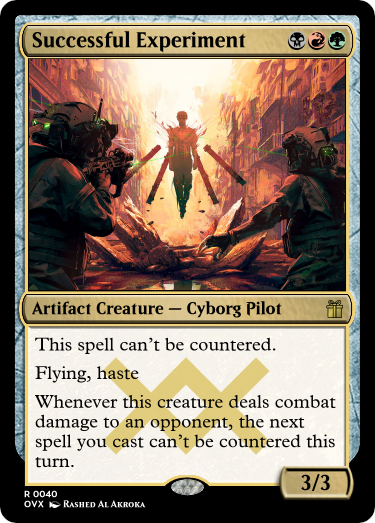 Successful Experiment
Artifact Creature — Cyborg Pilot
This spell can't be countered.
Flying, haste
Whenever this creature deals combat
damage to an opponent, the next
spell you cast can't be countered this
turn.
3/3
R 0040
OVX Rashed Al Akroka